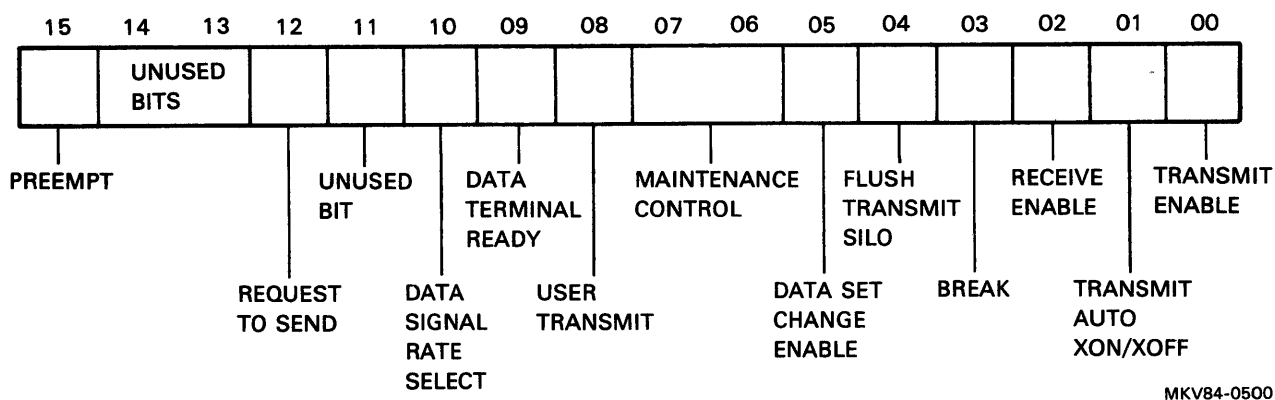 15 14 13 12 11 10 09 08 07 06 05 04 03 02 01 00
UNUSED
BITS
PREEMPT
UNUSED
BIT
DATA
TERMINAL
READY
MAINTENANCE
CONTROL
FLUSH
TRANSMIT
SILO
RECEIVE
ENABLE
TRANSMIT
ENABLE
REQUEST
TO SEND
DATA
SIGNAL
RATE
SELECT
USER
TRANSMIT
DATA SET
CHANGE
ENABLE
BREAK
TRANSMIT
AUTO
XON/XOFF
MKV84-0500